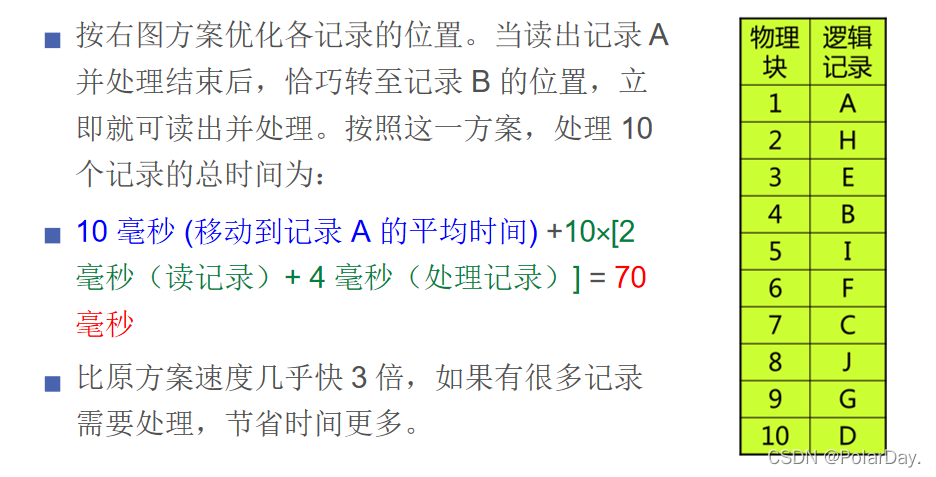 按右图方案优化各记录的位置。当读出记录 A
并处理结束后，恰巧转至记录 B 的位置，立
即就可读出并处理。按照这一方案，处理 10
个记录的总时间为：
10 毫秒 (移动到记录 A 的平均时间) +10×[2
毫秒（读记录）+ 4 毫秒（处理记录）] = 70
毫秒
比原方案速度几乎快 3 倍，如果有很多记录
需要处理，节省时间更多。
物理块 逻辑记录
1 A
2 H
3 E
4 B
5 I
6 F
7 C
8 J
9 G
10 D
CSDN @PolarDay.